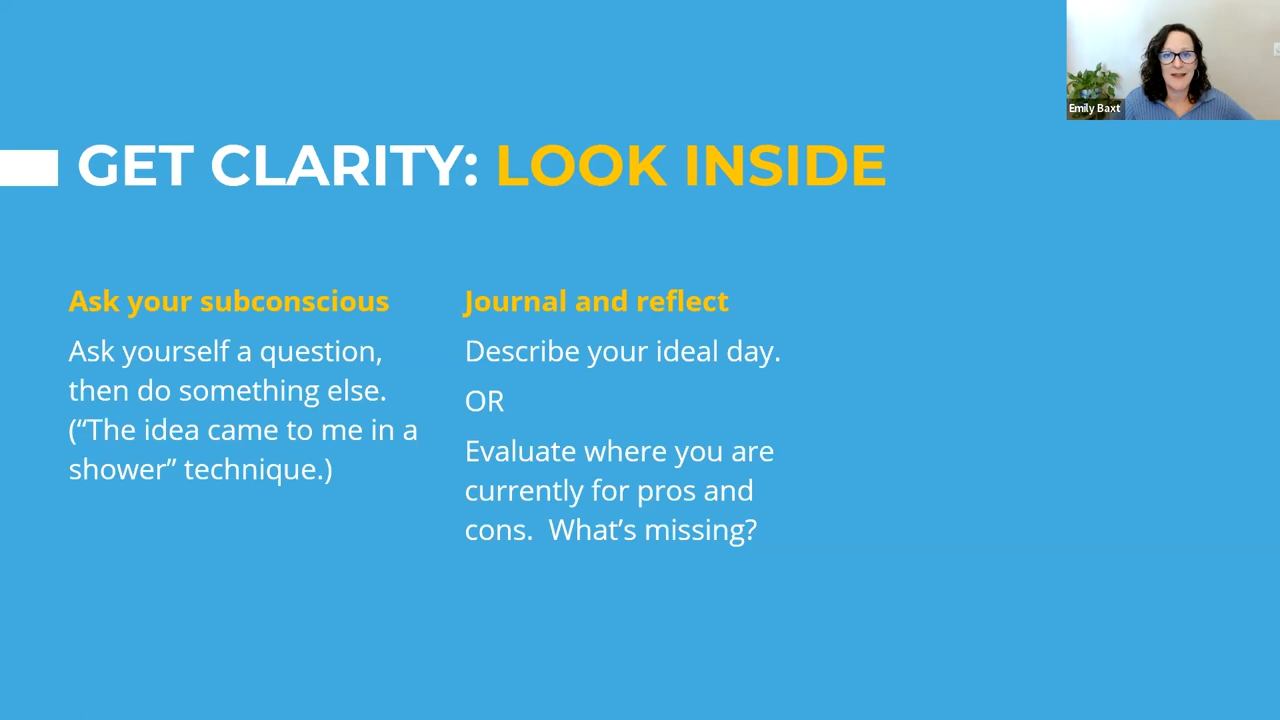 Emily Baxt
GET CLARITY: LOOK INSIDE
Ask your subconscious
Ask yourself a question,
then do something else.
(“The idea came to me in a
shower” technique.)
Journal and reflect
Describe your ideal day.
OR
Evaluate where you are
currently for pros and
cons.  What’s missing?